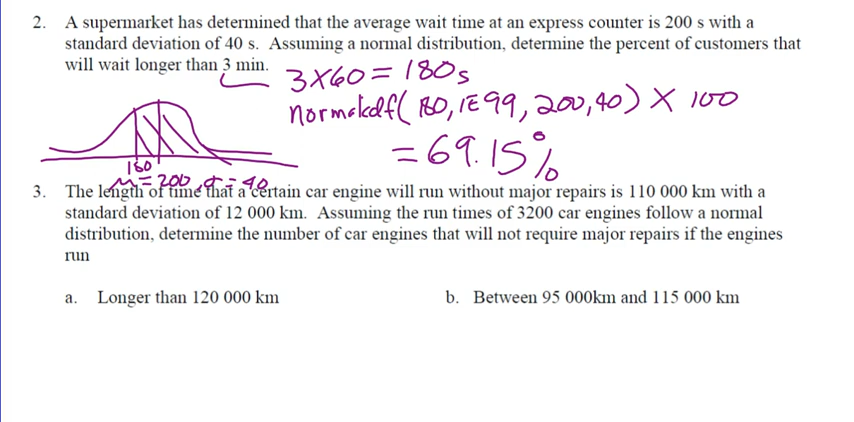 2. A supermarket has determined that the average wait time at an express counter is 200 s with a
standard deviation of 40 s. Assuming a normal distribution, determine the percent of customers that
will wait longer than 3 min.
3×60 = 180s
normalcdf( 180, 1E99, 200, 40) × 100
= 69.15%
180
μ = 200, σ = 40
3. The length of time that a certain car engine will run without major repairs is 110 000 km with a
standard deviation of 12 000 km. Assuming the run times of 3200 car engines follow a normal
distribution, determine the number of car engines that will not require major repairs if the engines
run
a. Longer than 120 000 km
b. Between 95 000km and 115 000 km